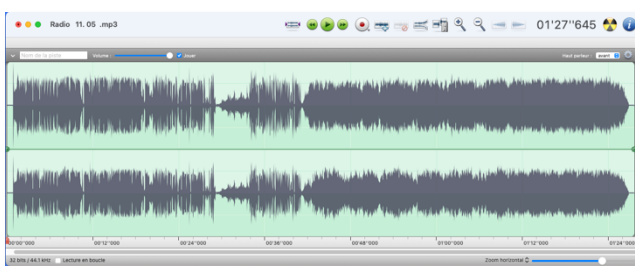 Radio 11.05 .mp3
01'27"645
Nom de la onda Volume : Jouer Haut parleur : avant
00'00"000 00'12"000 00'24"000 00'36"000 00'48"000 01'00"000 01'12"000 01'24"000
32 bits / 44.1 kHz Lecture en boucle Zoom horizontal